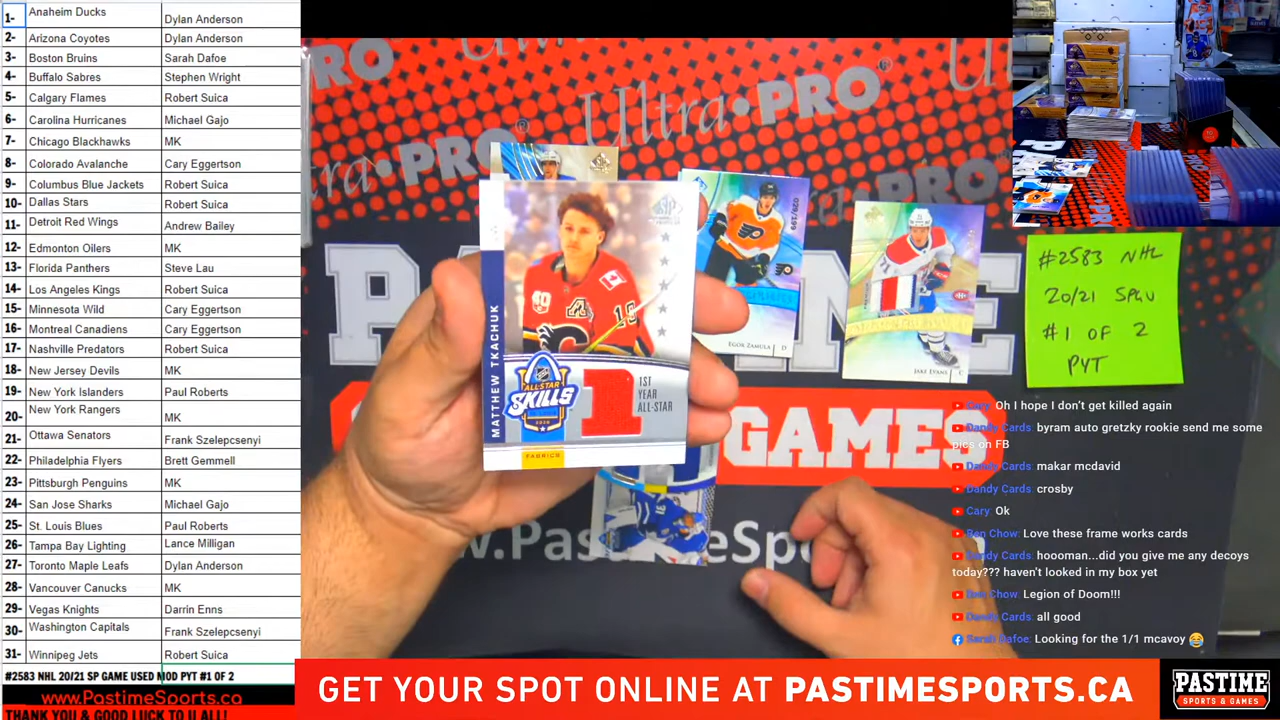 1- Anaheim Ducks Dylan Anderson
2- Arizona Coyotes Dylan Anderson
3- Boston Bruins Sarah Dafoe
4- Buffalo Sabres Stephen Wright
5- Calgary Flames Robert Suica
6- Carolina Hurricanes Michael Gajo
7- Chicago Blackhawks MK
8- Colorado Avalanche Cary Eggertson
9- Columbus Blue Jackets Robert Suica
10- Dallas Stars Robert Suica
11- Detroit Red Wings Andrew Bailey
12- Edmonton Oilers MK
13- Florida Panthers Steve Lau
14- Los Angeles Kings Robert Suica
15- Minnesota Wild Cary Eggertson
16- Montreal Canadiens Cary Eggertson
17- Nashville Predators Robert Suica
18- New Jersey Devils MK
19- New York Islanders Paul Roberts
20- New York Rangers MK
21- Ottawa Senators Frank Szelepcsenyi
22- Philadelphia Flyers Brett Gemmell
23- Pittsburgh Penguins MK
24- San Jose Sharks Michael Gajo
25- St. Louis Blues Paul Roberts
26- Tampa Bay Lighting Lance Milligan
27- Toronto Maple Leafs Dylan Anderson
28- Vancouver Canucks MK
29- Vegas Knights Darrin Enns
30- Washington Capitals Frank Szelepcsenyi
31- Winnipeg Jets Robert Suica
#2583 NHL 20/21 SP GAME USED MOD PYT #1 OF 2
www.PastimeSports.ca
THANK YOU & GOOD LUCK TO U ALL!
Ultra·PRO
MATTHEW TKACHUK
ALL-STAR
SKILLS
2020
1ST
YEAR
ALL-STAR
FABRICS
029/199
EGOR ZAMULA D
JAKE EVANS C
GAMES
#2583 NHL
20/21 SPGU
#1 OF 2
PYT
Cary: Oh I hope I don't get killed again
Dandy Cards: byram auto gretzky rookie send me some
pics on FB
Dandy Cards: makar mcdavid
Dandy Cards: crosby
Cary: Ok
Ben Chow: Love these frame works cards
Dandy Cards: hoooman...did you give me any decoys
today??? haven't looked in my box yet
Ben Chow: Legion of Doom!!!
Dandy Cards: all good
Sarah Dafoe: Looking for the 1/1 mcavoy 😂
GET YOUR SPOT ONLINE AT PASTIMESPORTS.CA
PASTIME
SPORTS & GAMES